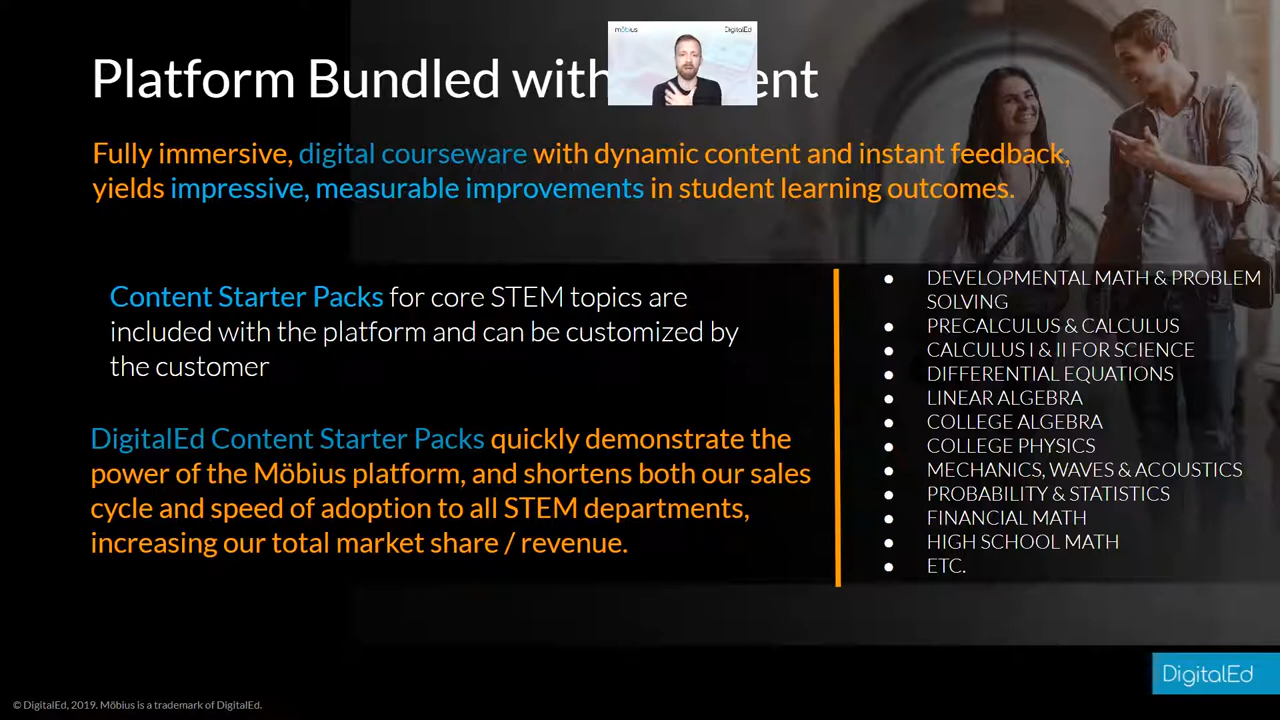 Platform Bundled with
möbius
DigitalEd
Fully immersive, digital courseware with dynamic content and instant feedback,
yields impressive, measurable improvements in student learning outcomes.
Content Starter Packs for core STEM topics are
included with the platform and can be customized by
the customer
DigitalEd Content Starter Packs quickly demonstrate the
power of the Möbius platform, and shortens both our sales
cycle and speed of adoption to all STEM departments,
increasing our total market share / revenue.
DEVELOPMENTAL MATH & PROBLEM
SOLVING
PRECALCULUS & CALCULUS
CALCULUS I & II FOR SCIENCE
DIFFERENTIAL EQUATIONS
LINEAR ALGEBRA
COLLEGE ALGEBRA
COLLEGE PHYSICS
MECHANICS, WAVES & ACOUSTICS
PROBABILITY & STATISTICS
FINANCIAL MATH
HIGH SCHOOL MATH
ETC.
DigitalEd
© DigitalEd, 2019. Möbius is a trademark of DigitalEd.